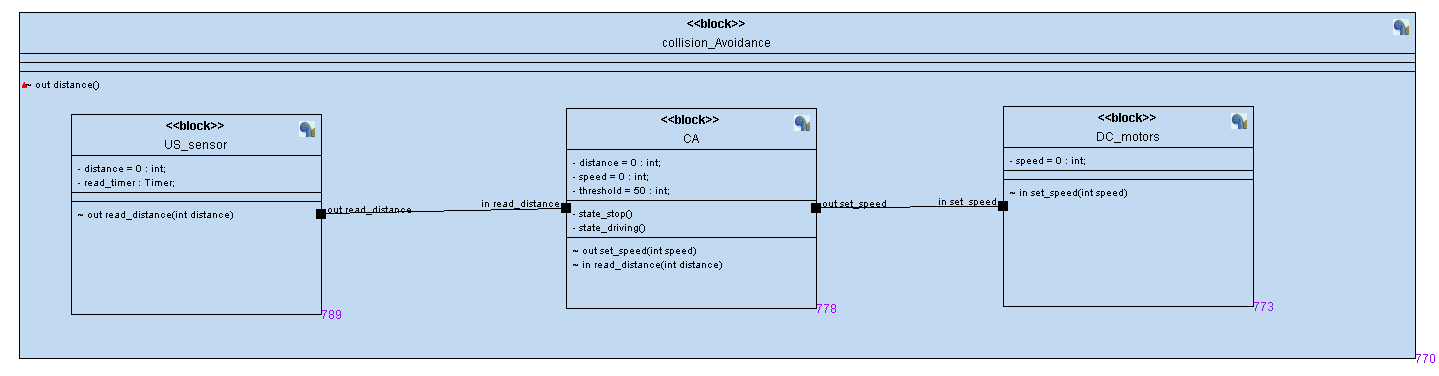 <<block>>
collision_Avoidance
~ out distance()
<<block>>
US_sensor
- distance = 0 : int;
- read_timer : Timer;
~ out read_distance(int distance)
out read_distance
789
in read_distance
<<block>>
CA
- distance = 0 : int;
- speed = 0 : int;
- threshold = 50 : int;
- state_stop()
- state_driving()
~ out set_speed(int speed)
~ in read_distance(int distance)
out set_speed
778
in set_speed
<<block>>
DC_motors
- speed = 0 : int;
~ in set_speed(int speed)
773
770